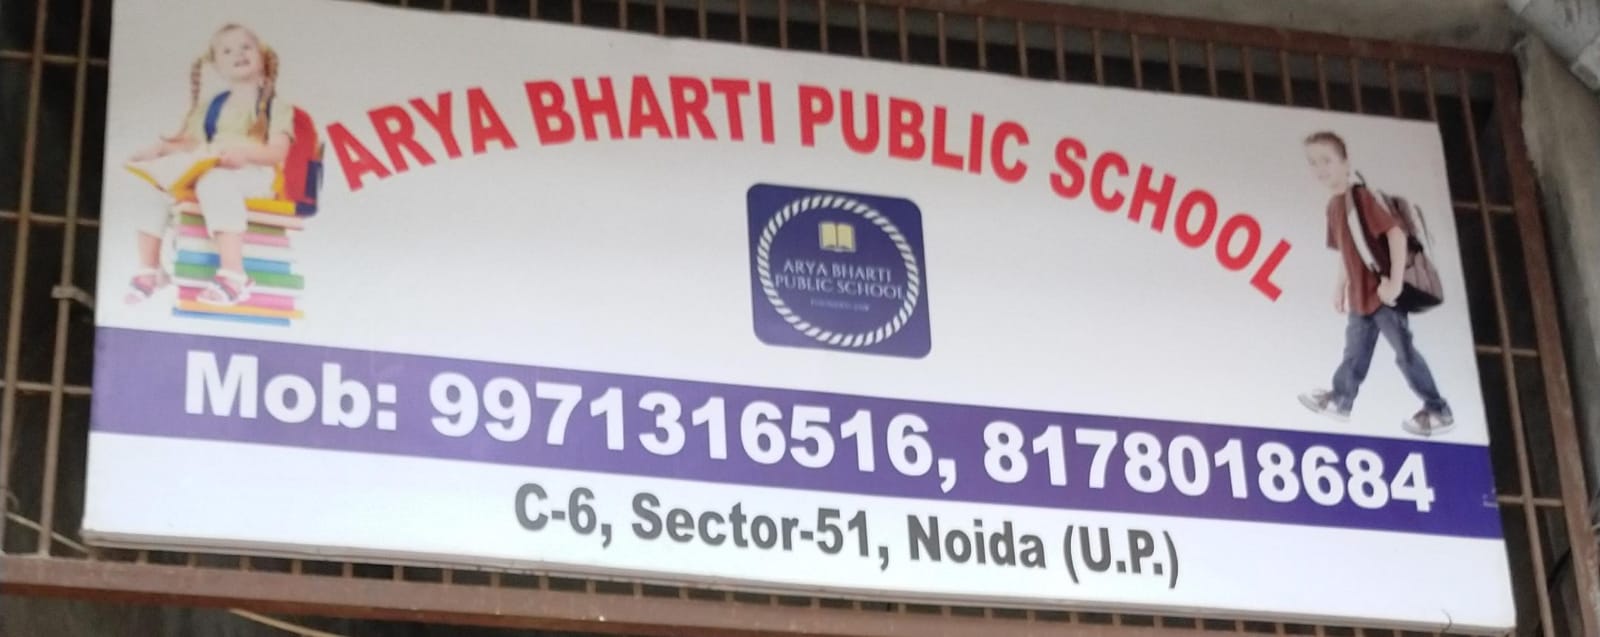 ARYA BHARTI PUBLIC SCHOOL
ARYA BHARTI
PUBLIC SCHOOL
Mob: 9971316516, 8178018684
C-6, Sector-51, Noida (U.P.)